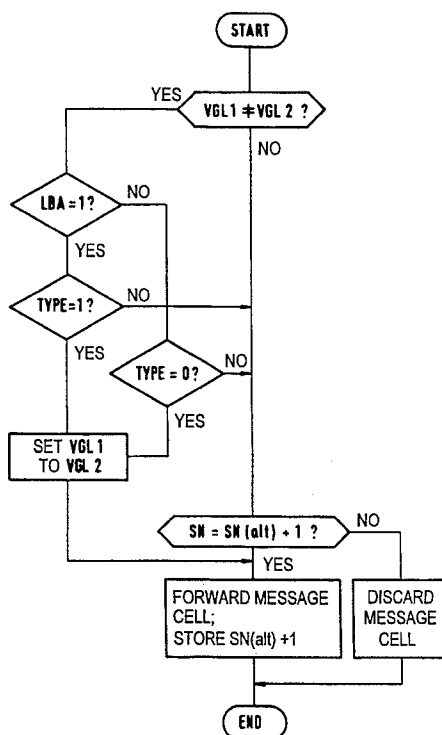 START
VGL1 ≠ VGL 2 ?
YES
NO
LBA = 1?
NO
YES
TYPE=1?
NO
YES
TYPE = 0?
NO
YES
SET VGL 1
TO VGL 2
SN = SN (alt) + 1 ?
NO
YES
FORWARD MESSAGE
CELL;
STORE SN(alt) +1
DISCARD
MESSAGE
CELL
END